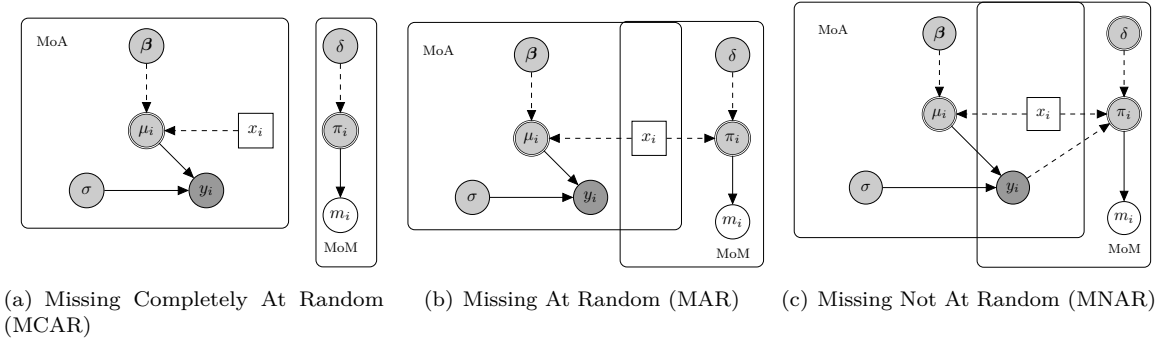 MoA
β
δ
μi
xi
πi
σ
yi
mi
MoM
(a) Missing Completely At Random
(MCAR)
MoA
β
δ
μi
xi
πi
σ
yi
mi
MoM
(b) Missing At Random (MAR)
MoA
β
δ
μi
xi
πi
σ
yi
mi
MoM
(c) Missing Not At Random (MNAR)